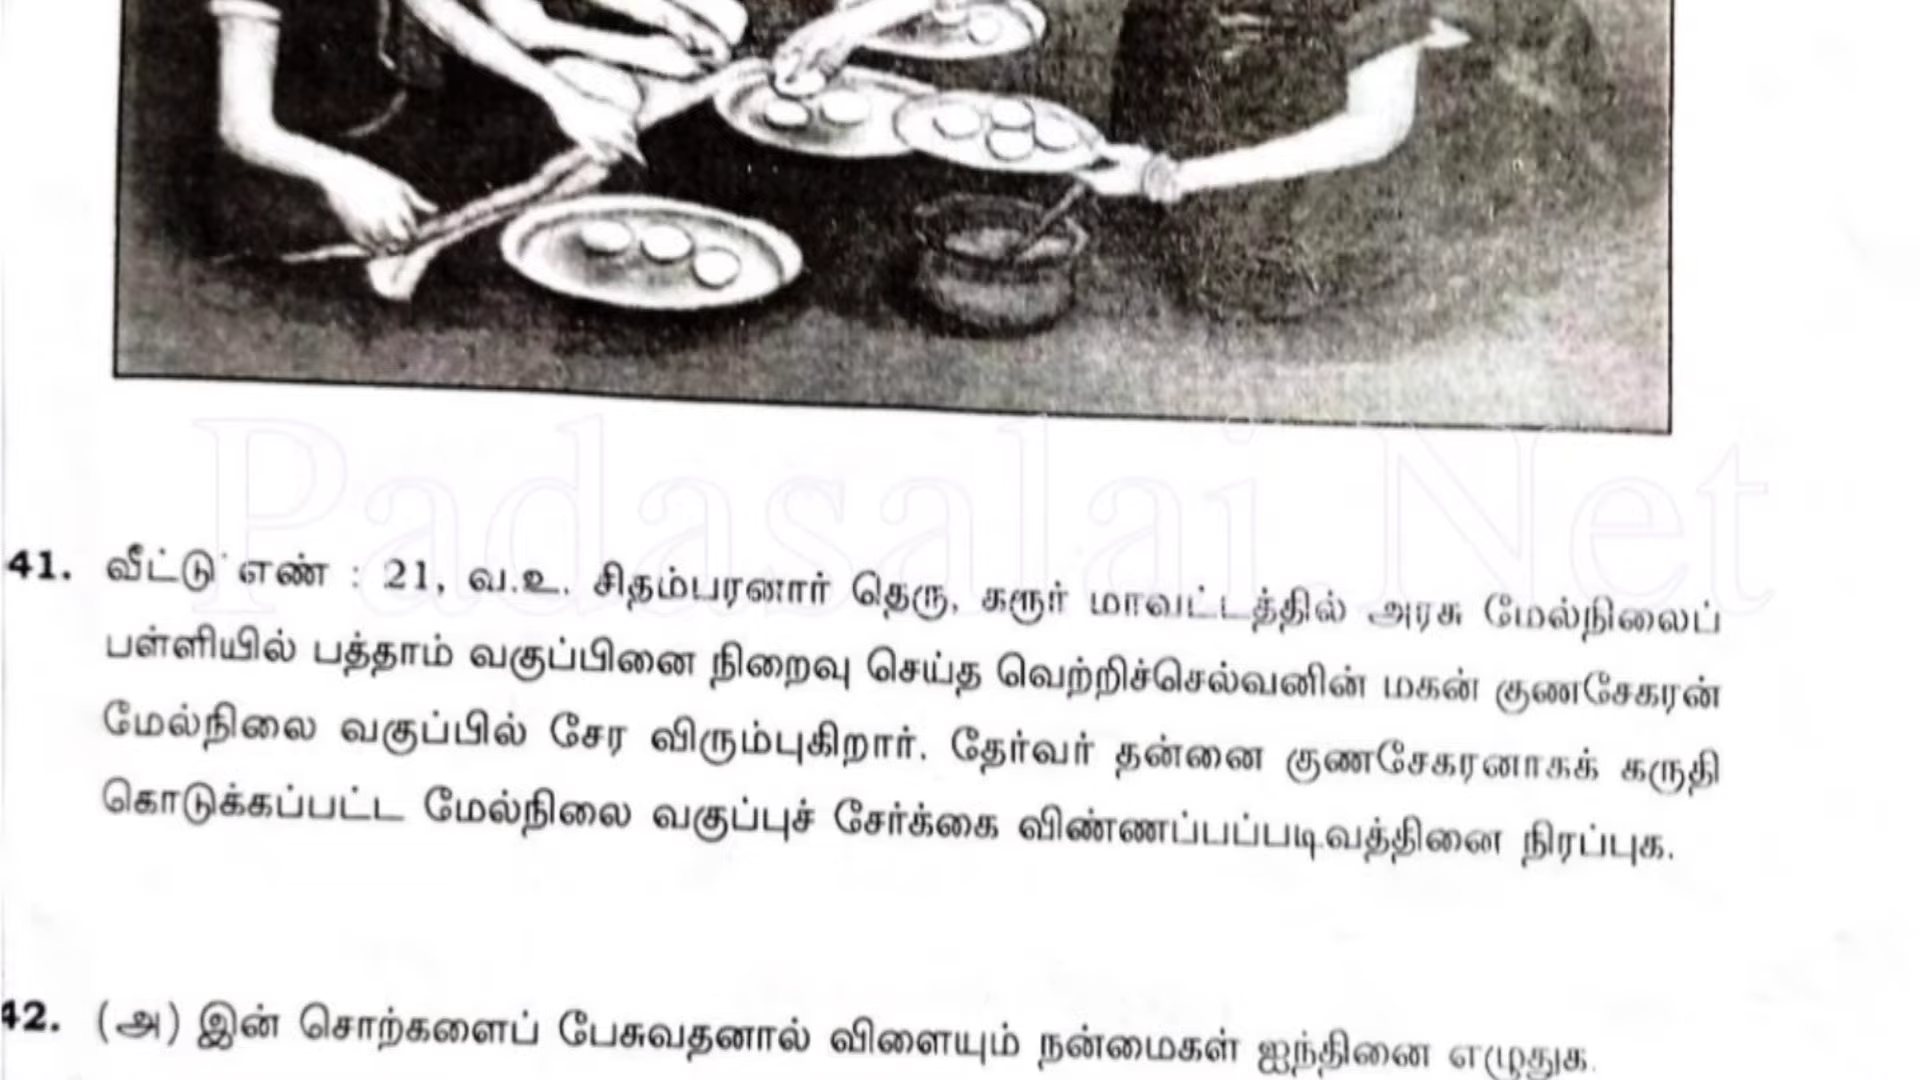 Padasalai.Net
41. வீட்டு எண் : 21, வ.உ. சிதம்பரனார் தெரு, கரூர் மாவட்டத்தில் அரசு மேல்நிலைப்
பள்ளியில் பத்தாம் வகுப்பினை நிறைவு செய்த வெற்றிச்செல்வனின் மகன் குணசேகரன்
மேல்நிலை வகுப்பில் சேர விரும்புகிறார். தேர்வர் தன்னை குணசேகரனாகக் கருதி
கொடுக்கப்பட்ட மேல்நிலை வகுப்புச் சேர்க்கை விண்ணப்பப்படிவத்தினை நிரப்புக.
42. (அ) இன் சொற்களைப் பேசுவதனால் விளையும் நன்மைகள் ஐந்தினை எழுதுக.